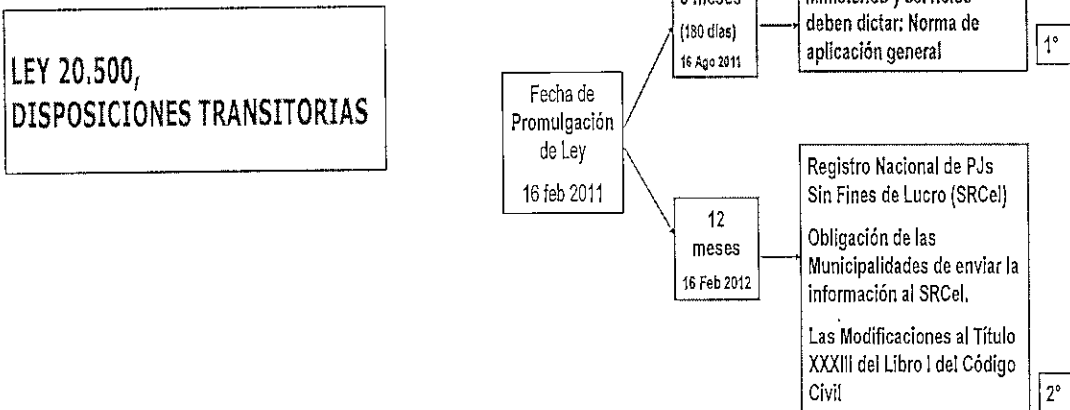 LEY 20.500,
DISPOSICIONES TRANSITORIAS
Fecha de
Promulgación
de Ley
16 feb 2011
meses
(180 días)
16 Ago 2011
deben dictar: Norma de
aplicación general
1°
12
meses
16 Feb 2012
Registro Nacional de PJs
Sin Fines de Lucro (SRCeI)
Obligación de las
Municipalidades de enviar la
información al SRCeI.
Las Modificaciones al Título
XXXIII del Libro I del Código
Civil
2°